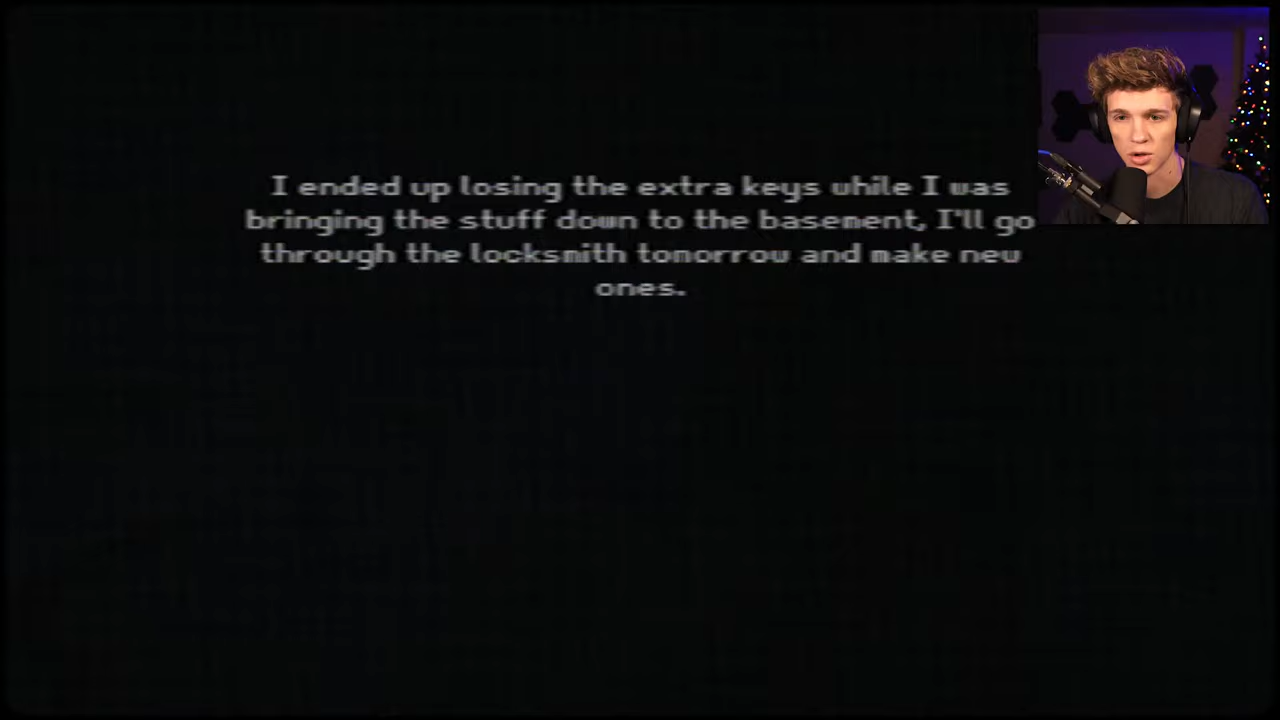 I ended up losing the extra keys while I was
bringing the stuff down to the basement, I'll go
through the locksmith tomorrow and make new
ones.